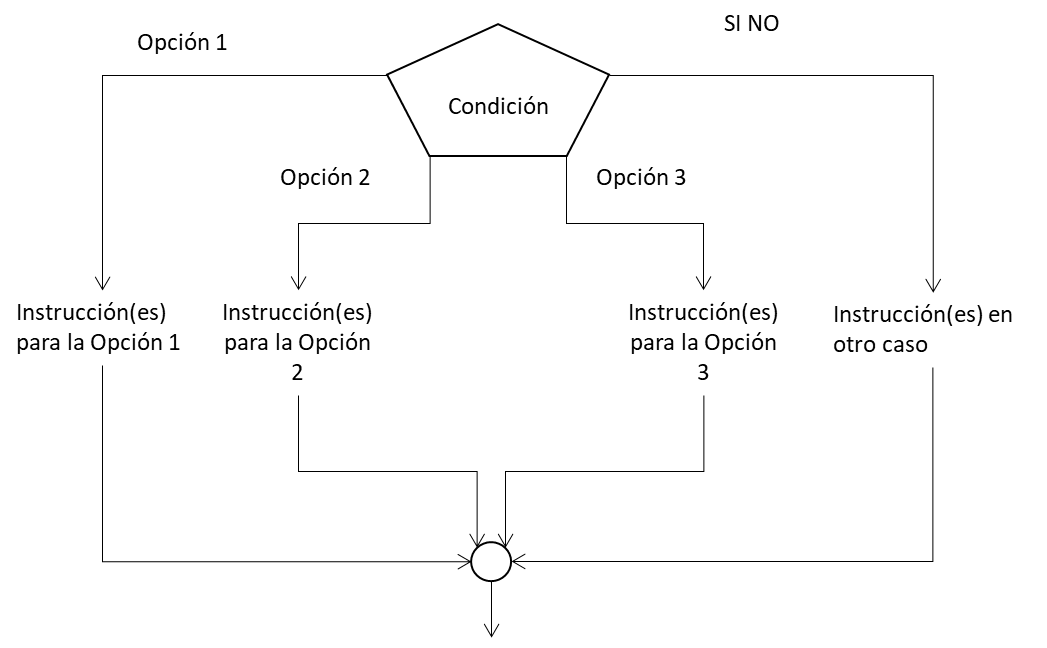 Opción 1
SI NO
Condición
Opción 2
Opción 3
Instrucción(es)
para la Opción 1
Instrucción(es)
para la Opción
2
Instrucción(es)
para la Opción
3
Instrucción(es) en
otro caso